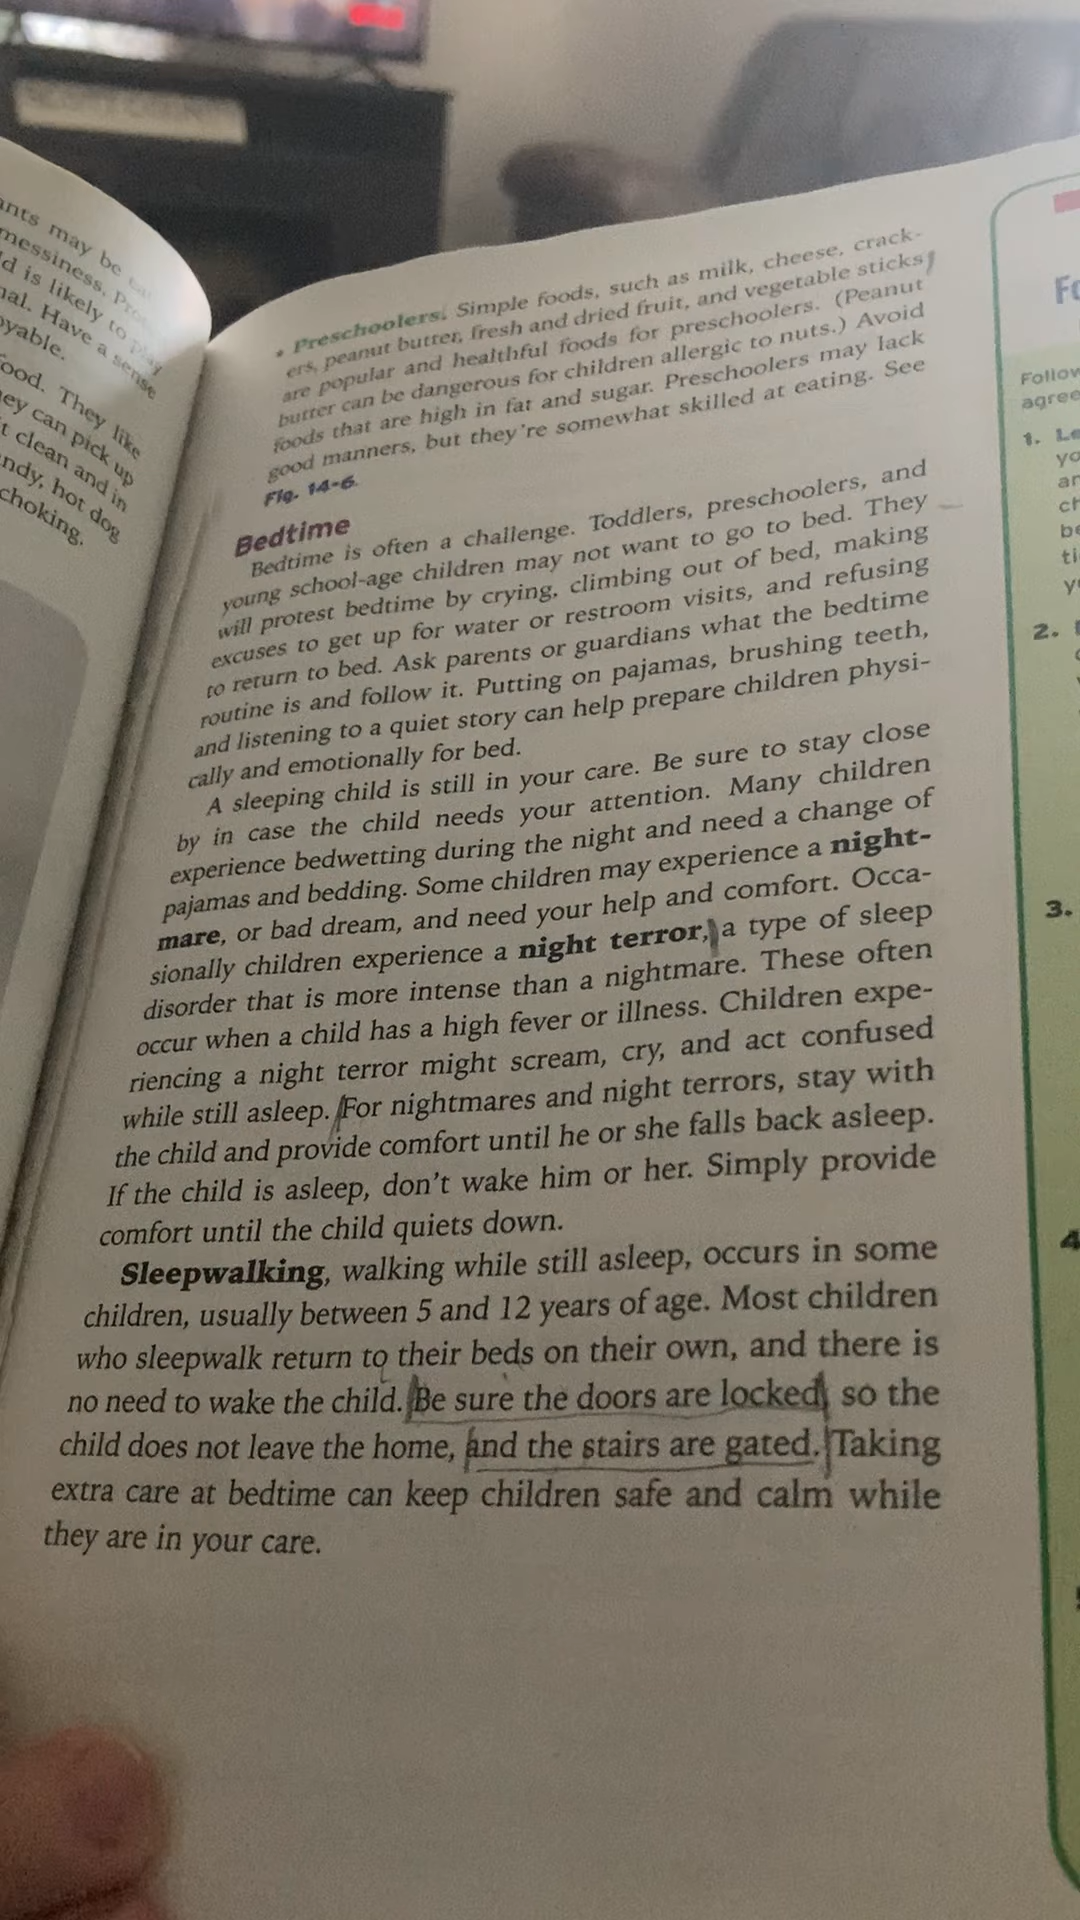 ants may be
messiness.
ld is likely to play
nal. Have a sense
oyable.
ood. They like
ey can pick up
t clean and in
ndy, hot dog
choking.
• Preschoolers. Simple foods, such as milk, cheese, crack-
ers, peanut butter, fresh and dried fruit, and vegetable sticks
are popular and healthful foods for preschoolers. (Peanut
butter can be dangerous for children allergic to nuts.) Avoid
foods that are high in fat and sugar. Preschoolers may lack
good manners, but they're somewhat skilled at eating. See
Fig. 14-6.
Bedtime
Bedtime is often a challenge. Toddlers, preschoolers, and
young school-age children may not want to go to bed. They
will protest bedtime by crying, climbing out of bed, making
excuses to get up for water or restroom visits, and refusing
to return to bed. Ask parents or guardians what the bedtime
routine is and follow it. Putting on pajamas, brushing teeth,
and listening to a quiet story can help prepare children physi-
cally and emotionally for bed.
A sleeping child is still in your care. Be sure to stay close
by in case the child needs your attention. Many children
experience bedwetting during the night and need a change of
pajamas and bedding. Some children may experience a night-
mare, or bad dream, and need your help and comfort. Occa-
sionally children experience a night terror, a type of sleep
disorder that is more intense than a nightmare. These often
occur when a child has a high fever or illness. Children expe-
riencing a night terror might scream, cry, and act confused
while still asleep. For nightmares and night terrors, stay with
the child and provide comfort until he or she falls back asleep.
If the child is asleep, don't wake him or her. Simply provide
comfort until the child quiets down.
Sleepwalking, walking while still asleep, occurs in some
children, usually between 5 and 12 years of age. Most children
who sleepwalk return to their beds on their own, and there is
no need to wake the child. Be sure the doors are locked, so the
child does not leave the home, and the stairs are gated. Taking
extra care at bedtime can keep children safe and calm while
they are in your care.
Fo
Follow
agree
1. Le
yo
ar
ch
be
ti
y
2.
3.
4